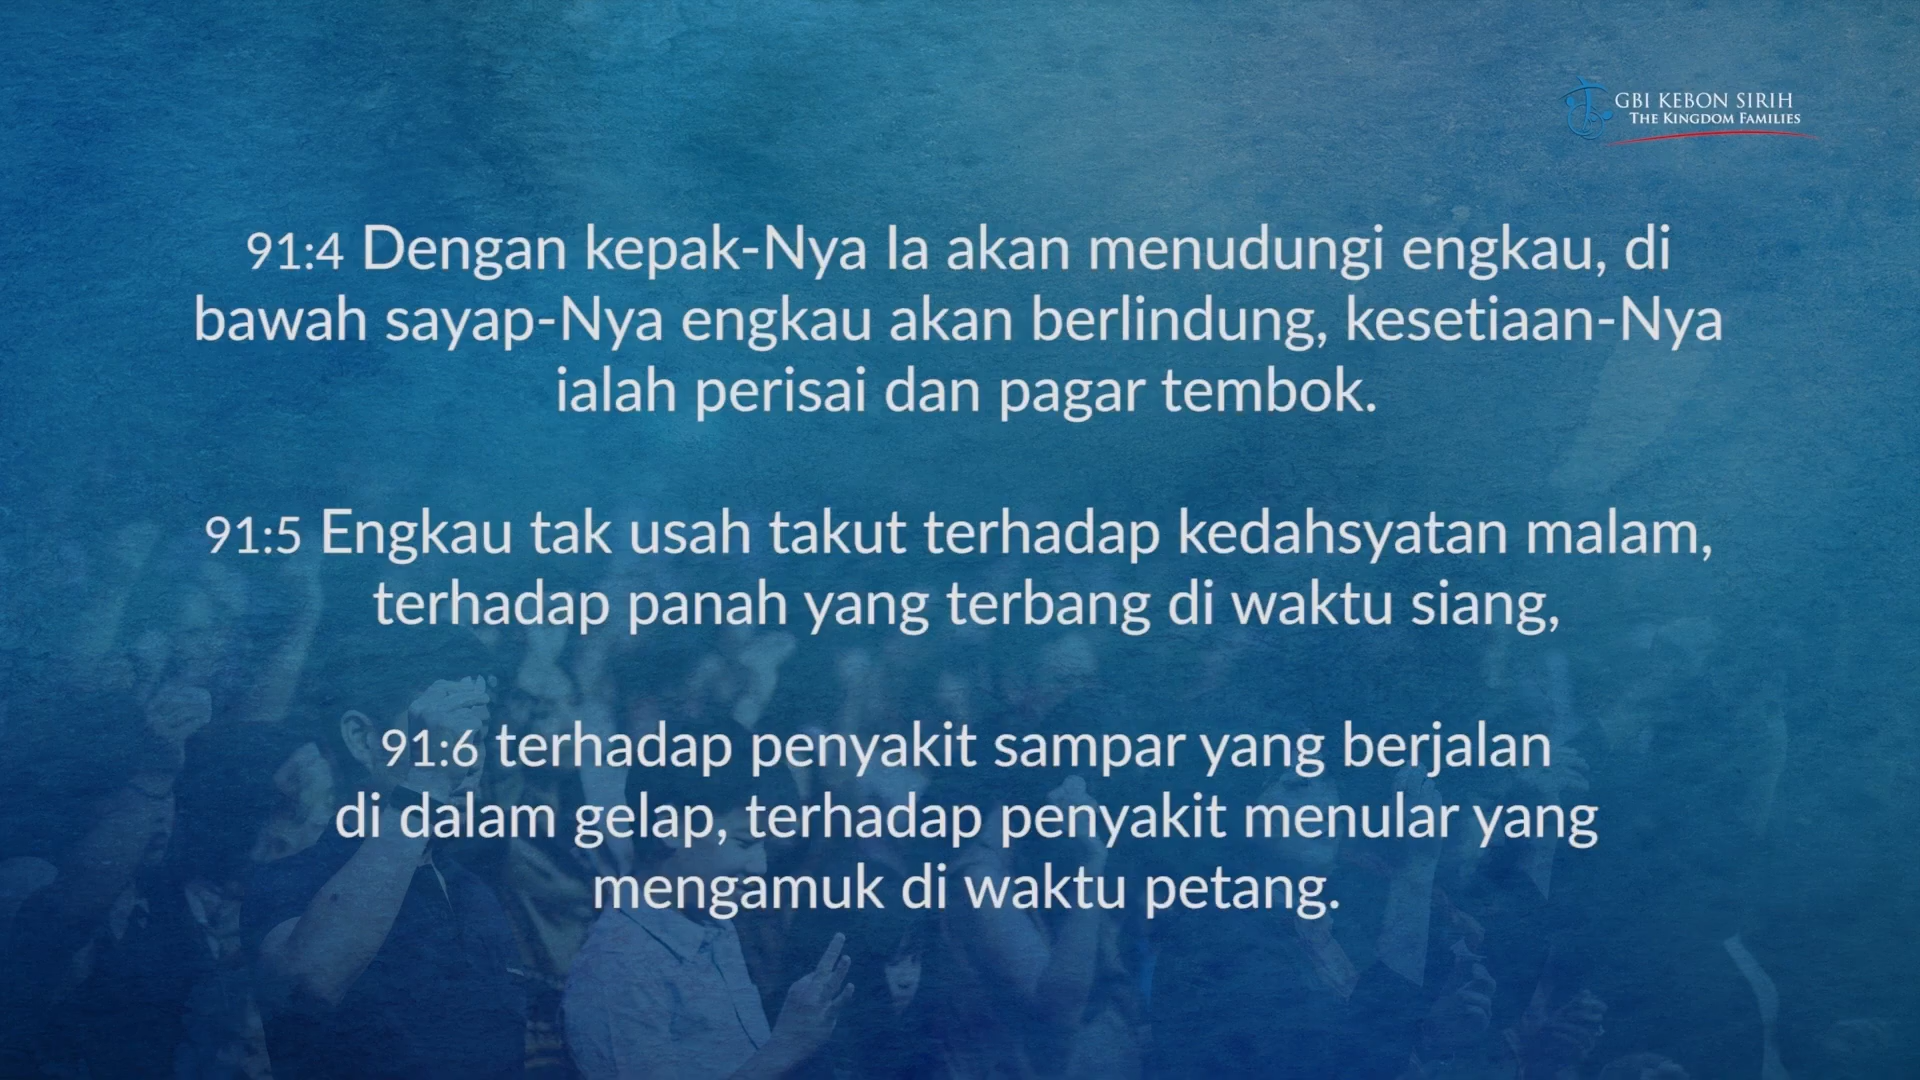 GBI KEBON SIRIH
THE KINGDOM FAMILIES
91:4 Dengan kepak-Nya Ia akan menudungi engkau, di
bawah sayap-Nya engkau akan berlindung, kesetiaan-Nya
ialah perisai dan pagar tembok.
91:5 Engkau tak usah takut terhadap kedahsyatan malam,
terhadap panah yang terbang di waktu siang,
91:6 terhadap penyakit sampar yang berjalan
di dalam gelap, terhadap penyakit menular yang
mengamuk di waktu petang.